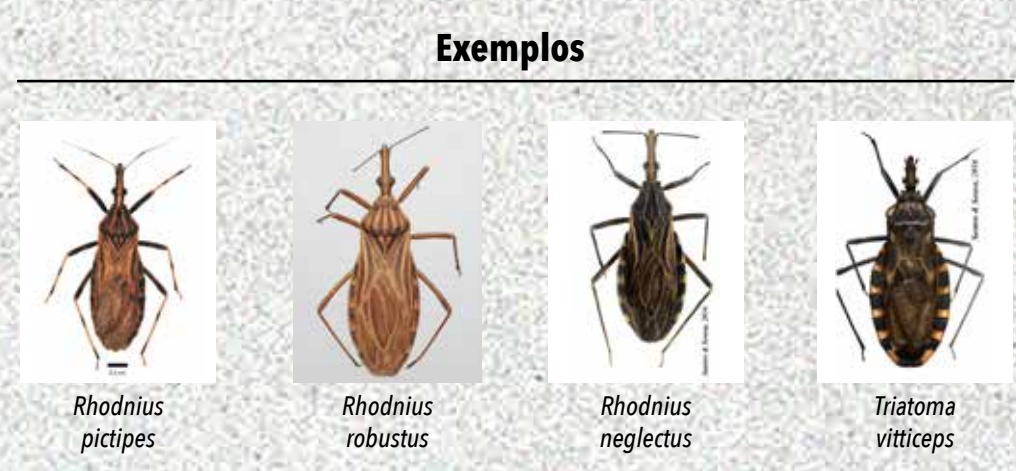 Exemplos
Rhodnius
pictipes
Rhodnius
robustus
Rhodnius
neglectus
Triatoma
vitticeps